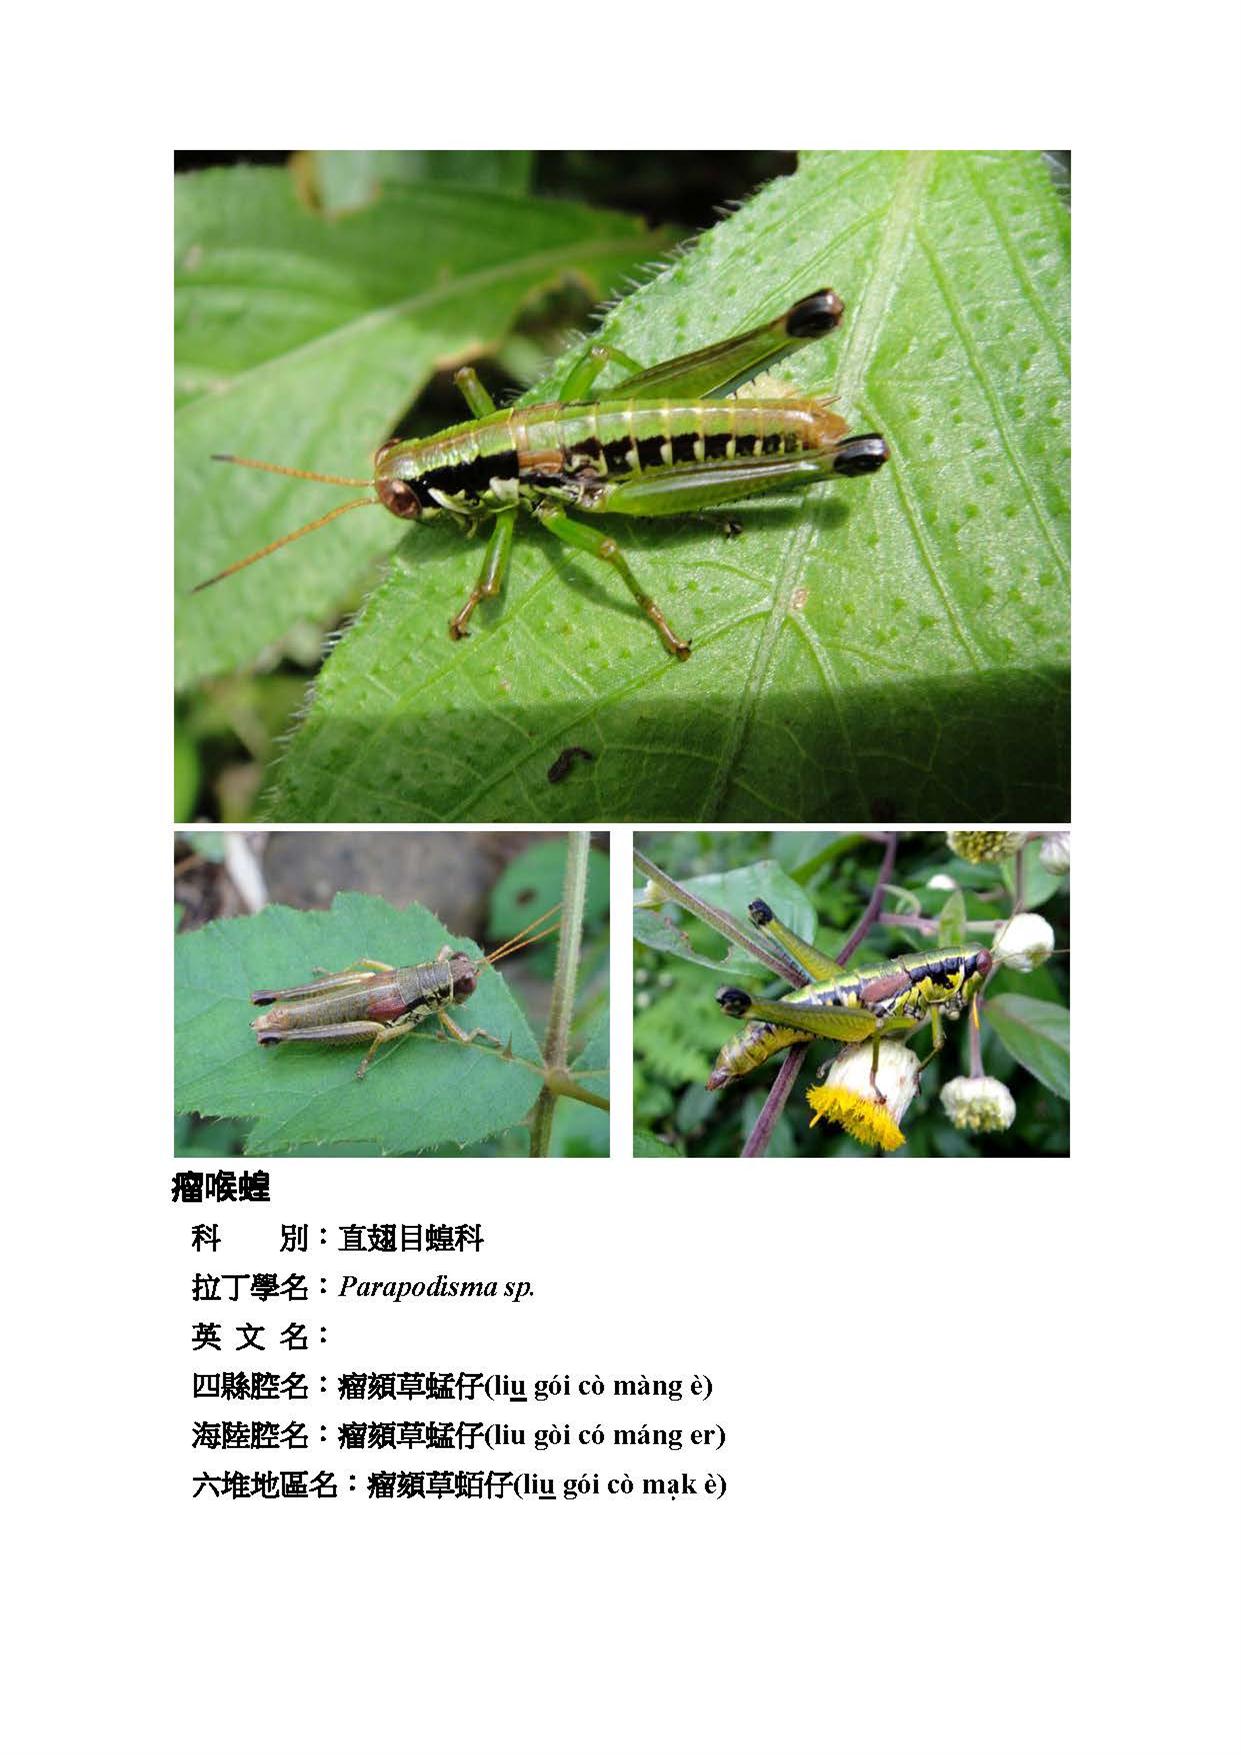 瘤喉蝗
科　　別：直翅目蝗科
拉丁學名：Parapodisma sp.
英 文 名：
四縣腔名：瘤頦草蜢仔(liu gói cò màng è)
海陸腔名：瘤頦草蜢仔(liu gòi có máng er)
六堆地區名：瘤頦草蛨仔(liu gói cò mạk è)